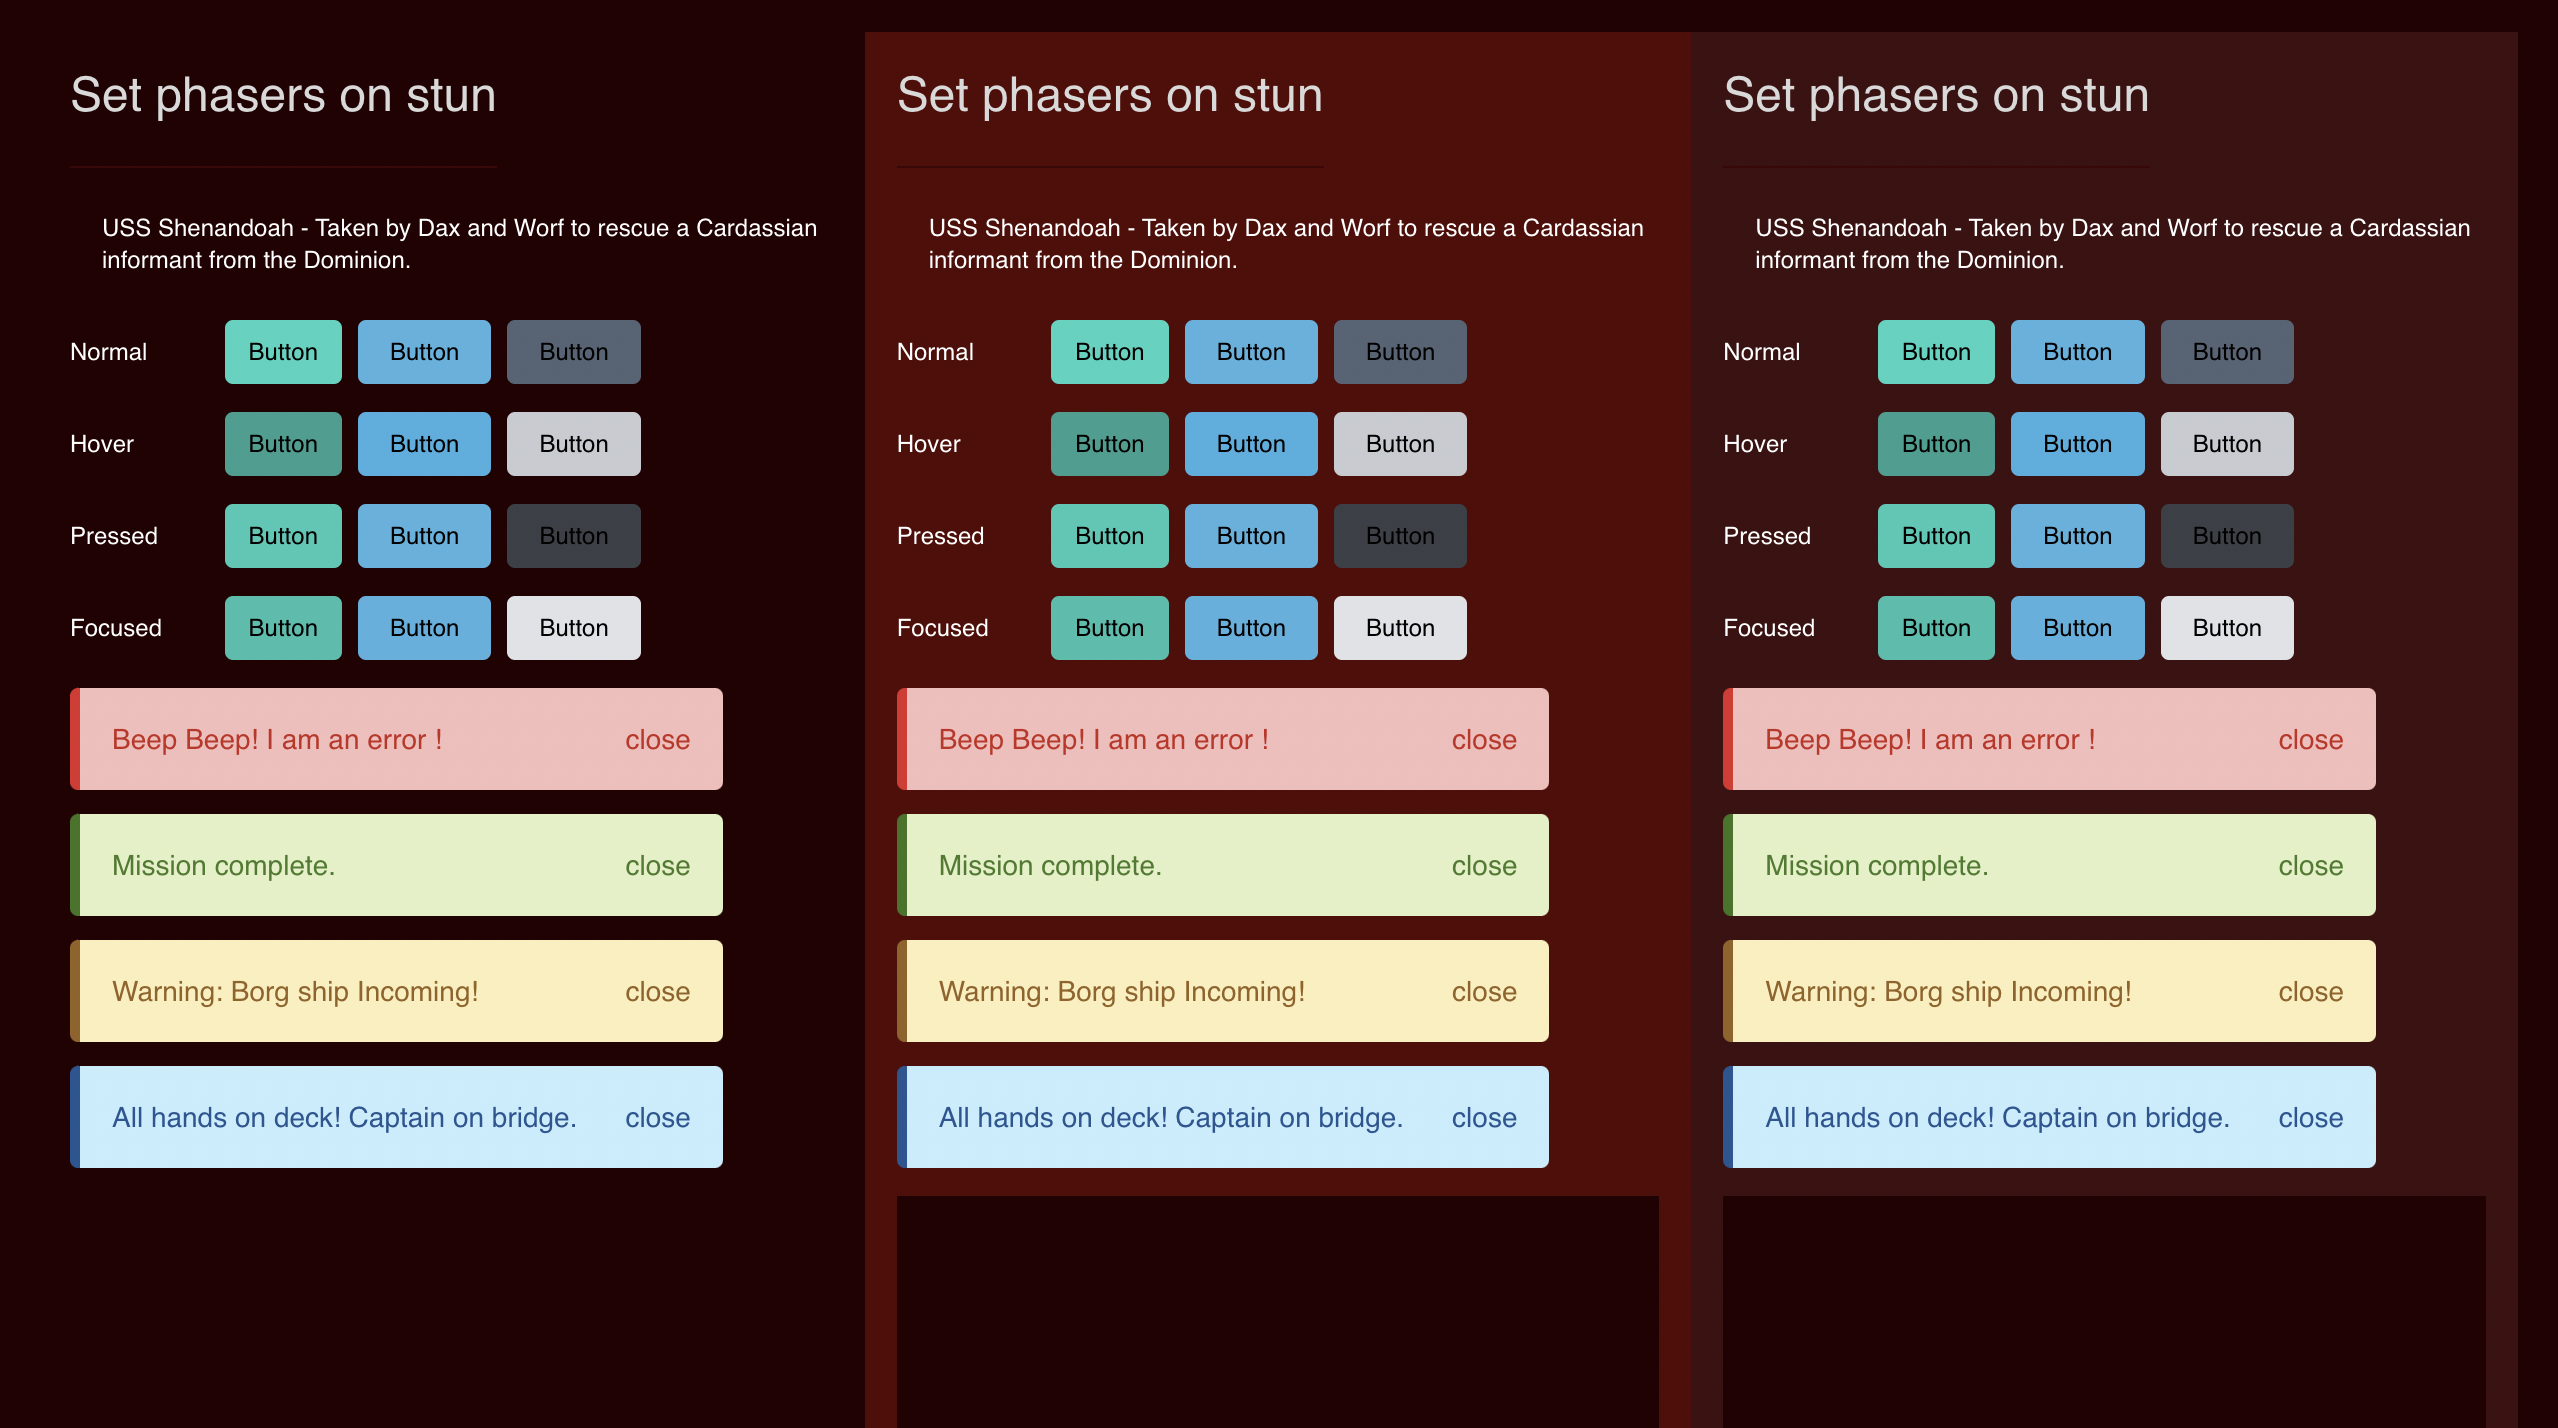 Set phasers on stun
USS Shenandoah - Taken by Dax and Worf to rescue a Cardassian
informant from the Dominion.
Normal Button Button Button
Hover Button Button Button
Pressed Button Button Button
Focused Button Button Button
Beep Beep! I am an error ! close
Mission complete. close
Warning: Borg ship Incoming! close
All hands on deck! Captain on bridge. close
Set phasers on stun
USS Shenandoah - Taken by Dax and Worf to rescue a Cardassian
informant from the Dominion.
Normal Button Button Button
Hover Button Button Button
Pressed Button Button Button
Focused Button Button Button
Beep Beep! I am an error ! close
Mission complete. close
Warning: Borg ship Incoming! close
All hands on deck! Captain on bridge. close
Set phasers on stun
USS Shenandoah - Taken by Dax and Worf to rescue a Cardassian
informant from the Dominion.
Normal Button Button Button
Hover Button Button Button
Pressed Button Button Button
Focused Button Button Button
Beep Beep! I am an error ! close
Mission complete. close
Warning: Borg ship Incoming! close
All hands on deck! Captain on bridge. close